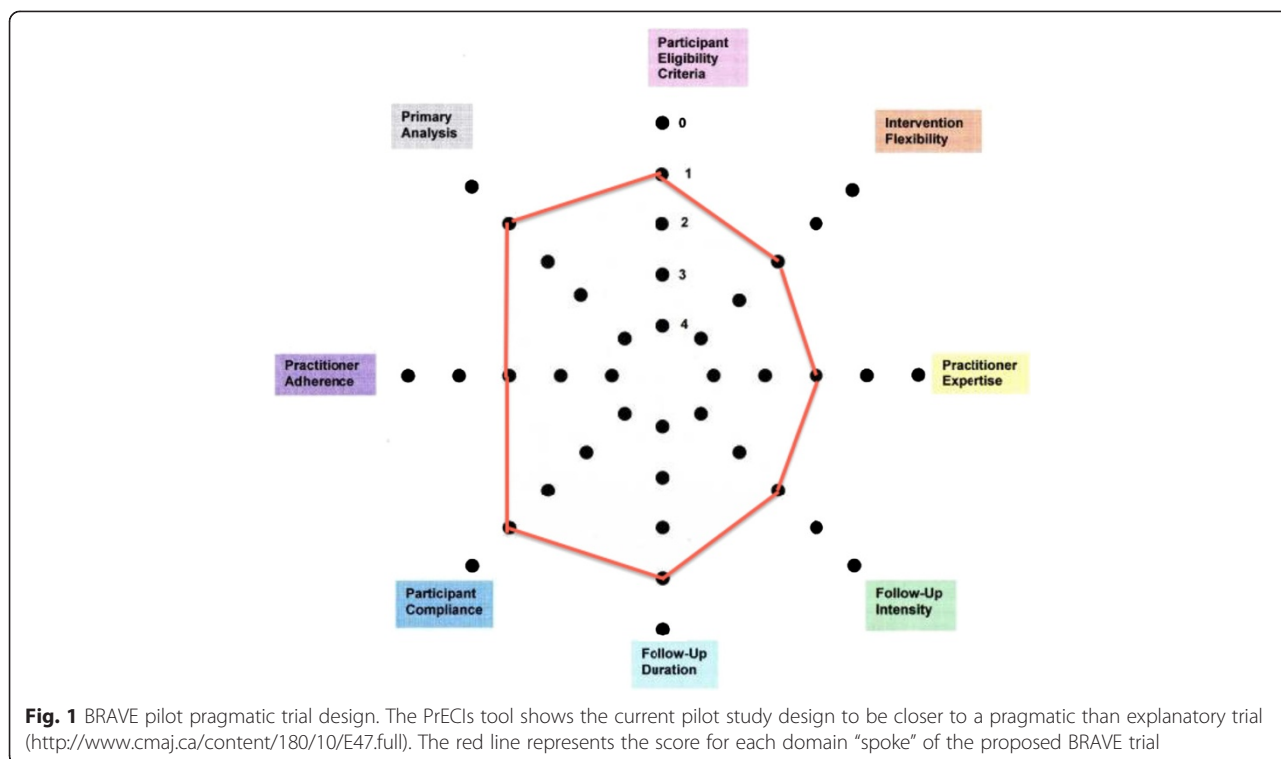 Participant
Eligibility
Criteria
Primary
Analysis
Intervention
Flexibility
0
1
2
3
4
Practitioner
Adherence
Practitioner
Expertise
Participant
Compliance
Follow-Up
Intensity
Follow-Up
Duration
Fig. 1 BRAVE pilot pragmatic trial design. The PrECIs tool shows the current pilot study design to be closer to a pragmatic than explanatory trial
(http://www.cmaj.ca/content/180/10/E47.full). The red line represents the score for each domain “spoke” of the proposed BRAVE trial